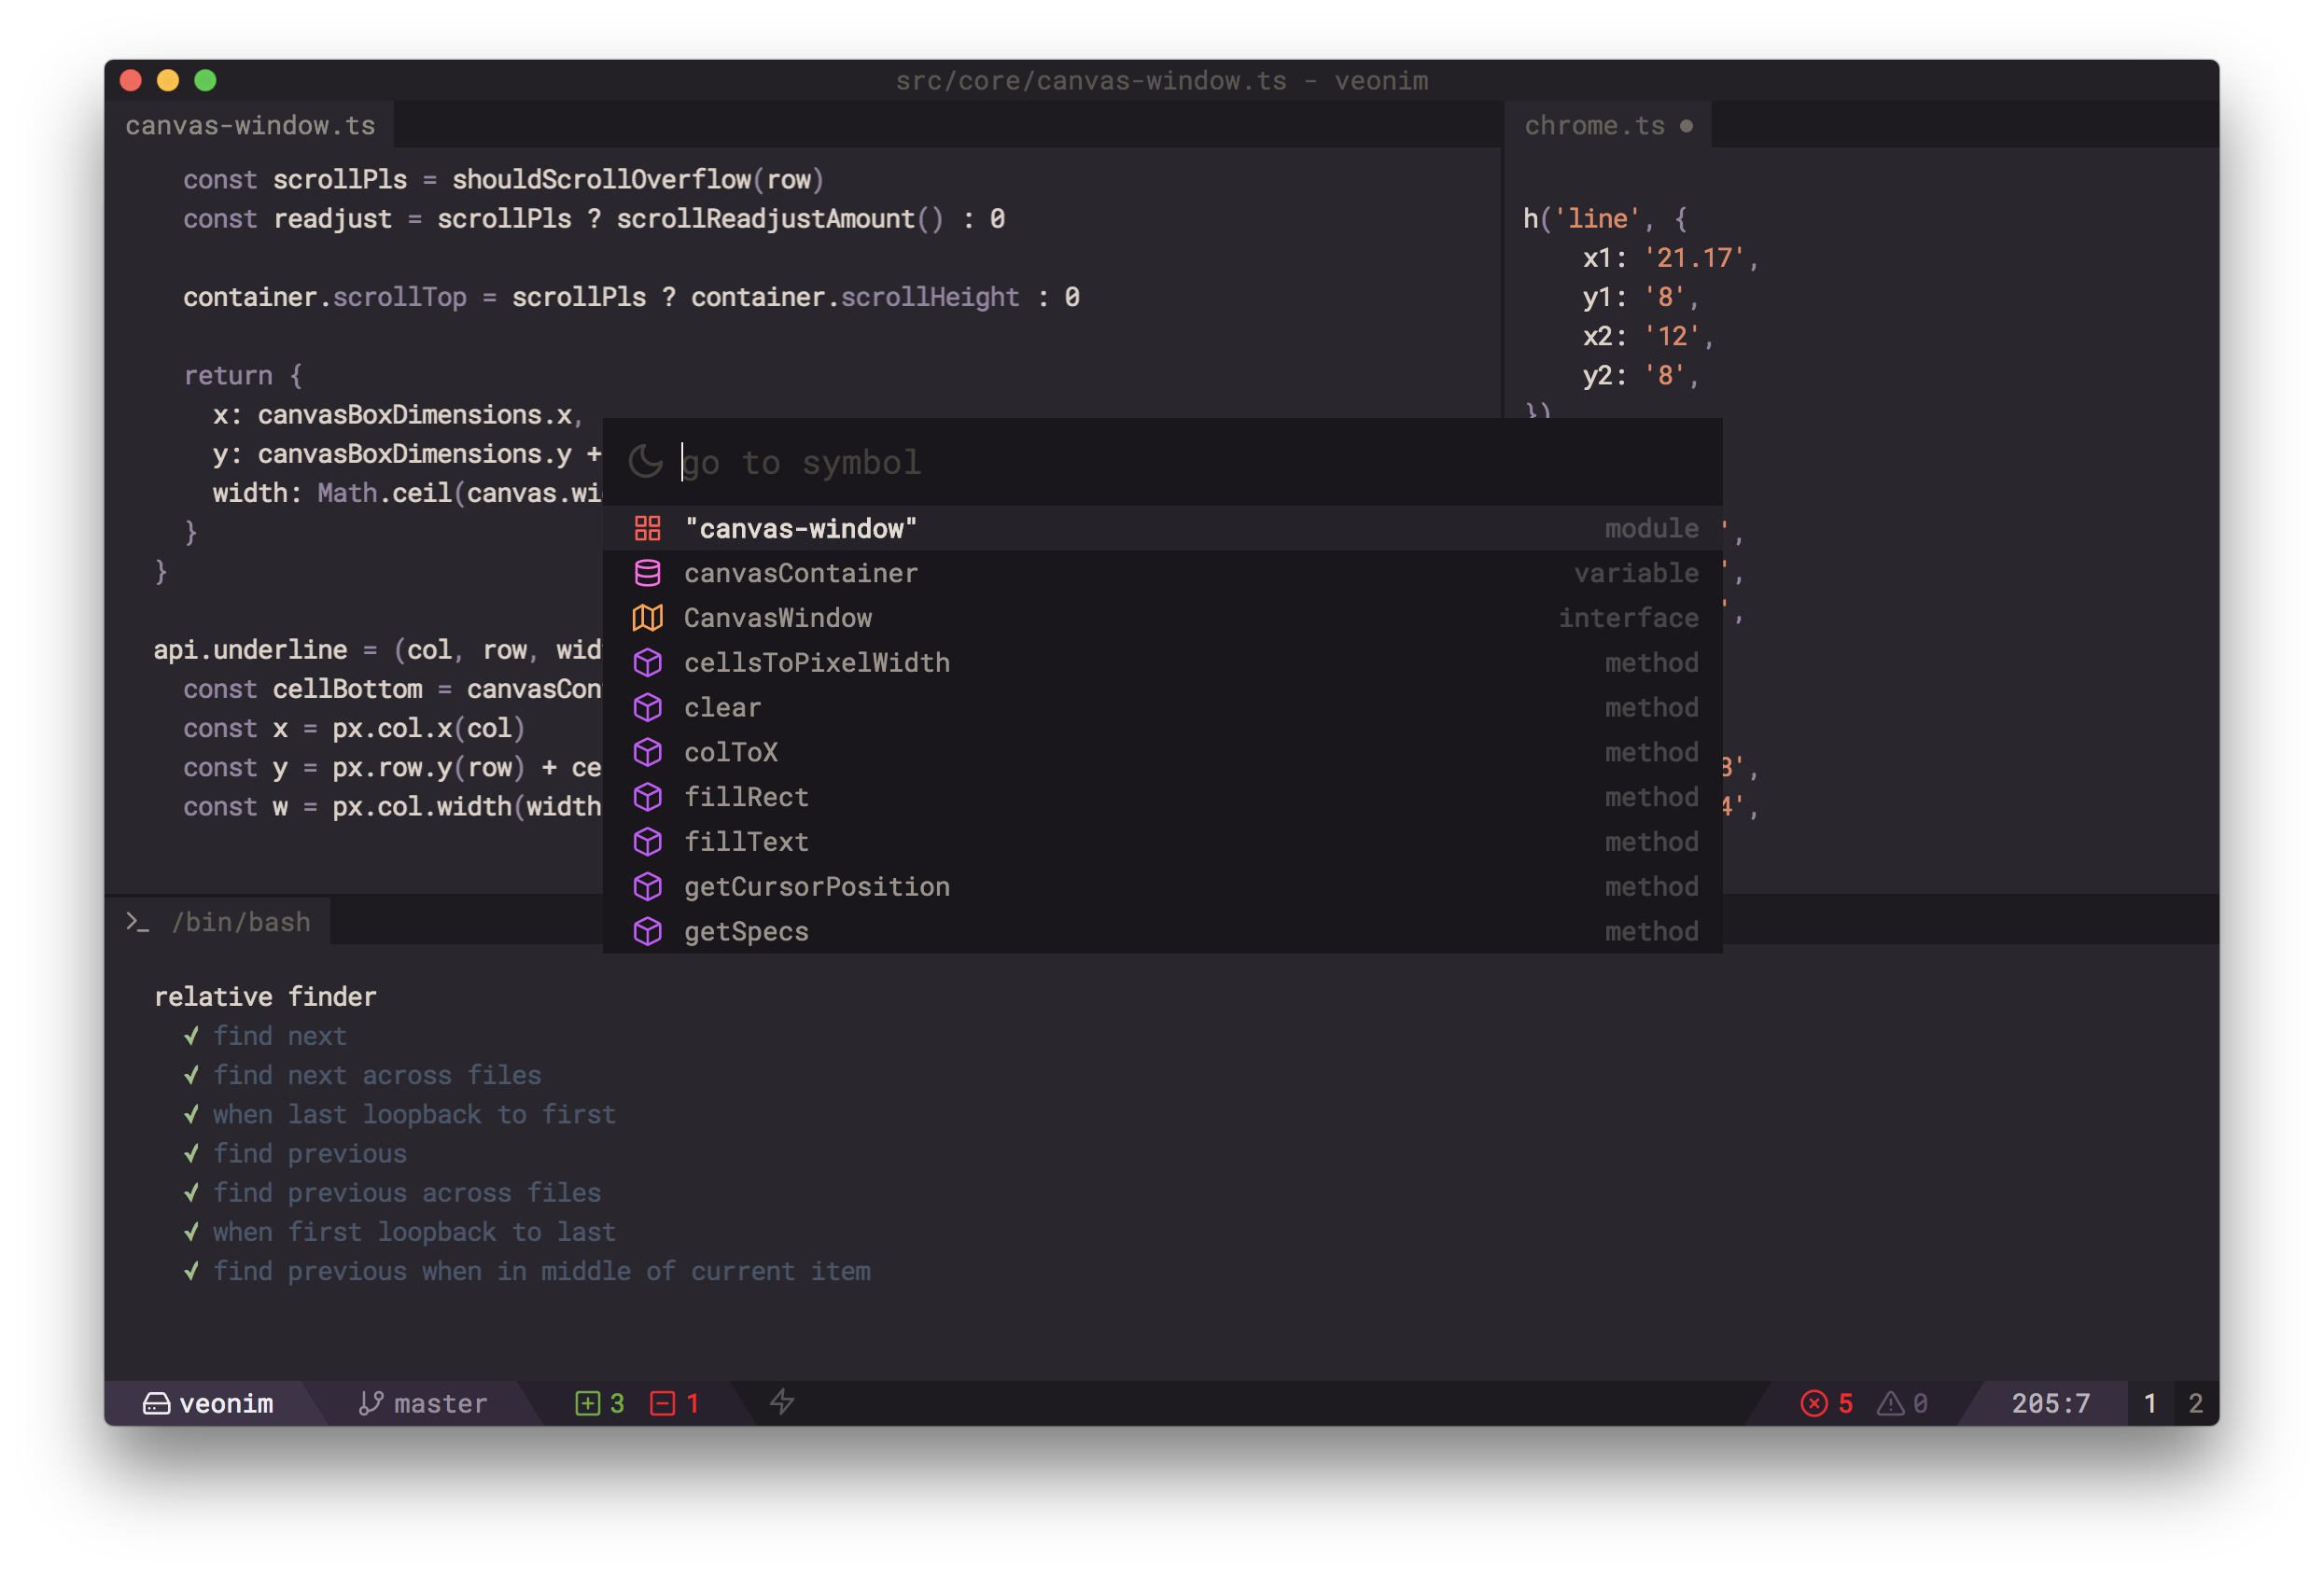 src/core/canvas-window.ts - veonim
canvas-window.ts
const scrollPls = shouldScrollOverflow(row)
const readjust = scrollPls ? scrollReadjustAmount() : 0
container.scrollTop = scrollPls ? container.scrollHeight : 0
return {
x: canvasBoxDimensions.x,
y: canvasBoxDimensions.y +
width: Math.ceil(canvas.wi
}
}
api.underline = (col, row, wid
const cellBottom = canvasCon
const x = px.col.x(col)
const y = px.row.y(row) + ce
const w = px.col.width(width
chrome.ts ●
h('line', {
x1: '21.17',
y1: '8',
x2: '12',
y2: '8',
})
',
',
',
8',
4',
go to symbol
"canvas-window" module
canvasContainer variable
CanvasWindow interface
cellsToPixelWidth method
clear method
colToX method
fillRect method
fillText method
getCursorPosition method
getSpecs method
>_ /bin/bash
relative finder
✓ find next
✓ find next across files
✓ when last loopback to first
✓ find previous
✓ find previous across files
✓ when first loopback to last
✓ find previous when in middle of current item
veonim master 3 1 5 0 205:7 1 2